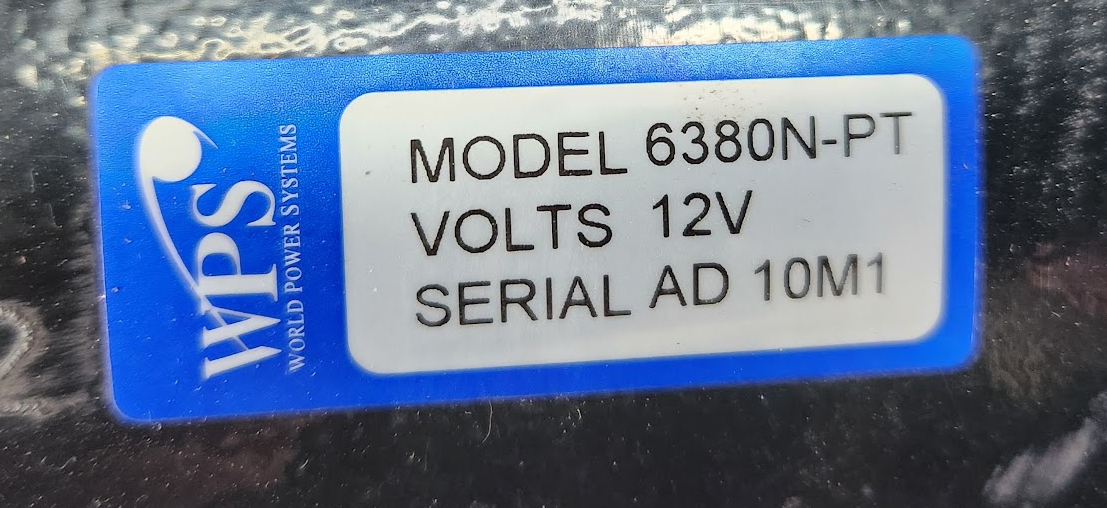 WPS
WORLD POWER SYSTEMS
MODEL 6380N-PT
VOLTS 12V
SERIAL AD 10M1